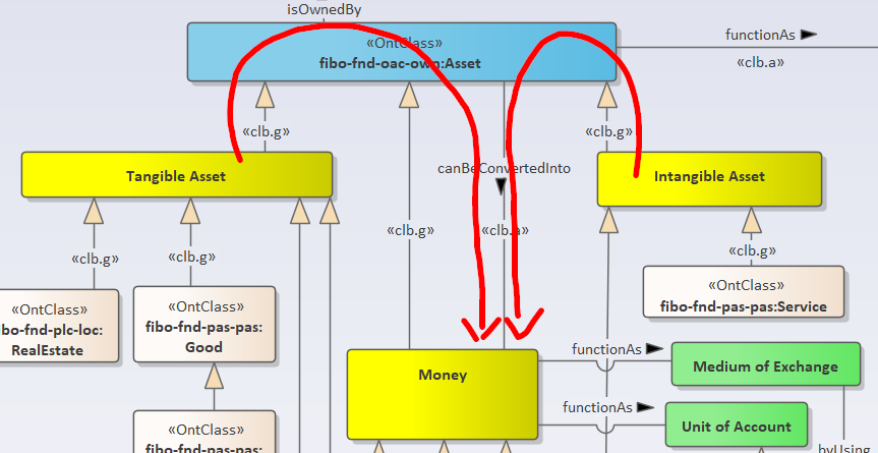 isOwnedBy
«OntClass»
fibo-fnd-oac-own:Asset
functionAs
«clb.a»
«clb.g»
«clb.g»
Tangible Asset
canBeConvertedInto
Intangible Asset
«clb.g»
«clb.a»
«clb.g»
«clb.g»
«clb.g»
«OntClass»
ibo-fnd-plc-loc:
RealEstate
«OntClass»
fibo-fnd-pas-pas:
Good
«OntClass»
fibo-fnd-pas-pas:Service
Money
functionAs
Medium of Exchange
functionAs
Unit of Account
«OntClass»
fibo-fnd-pas-pas:
byUsing